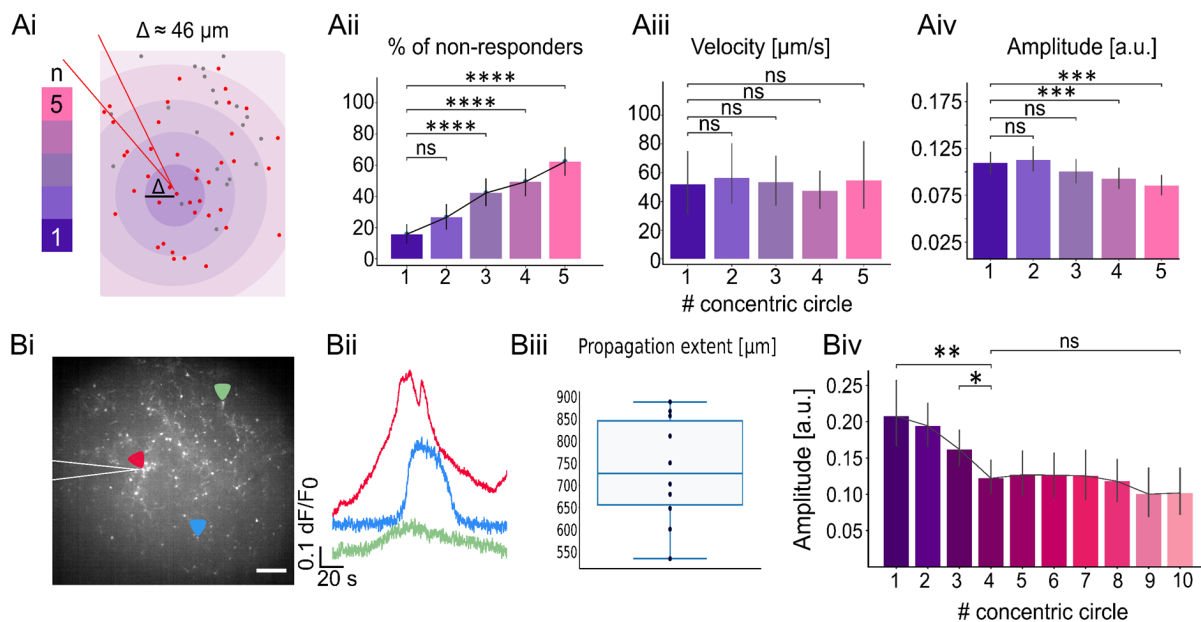 Ai
Δ ≈ 46 µm
n
5
1
Δ
Aii
% of non-responders
****
****
****
ns
100
80
60
40
20
0
1 2 3 4 5
Aiii
Velocity [µm/s]
ns
ns
ns
ns
100
80
60
40
20
0
1 2 3 4 5
# concentric circle
Aiv
Amplitude [a.u.]
***
***
ns
ns
0.175
0.125
0.075
0.025
1 2 3 4 5
Bi
Bii
0.1 dF/F0
20 s
Biii
Propagation extent [µm]
900
850
800
750
700
650
600
550
Biv
ns
**
*
Amplitude [a.u.]
0.25
0.20
0.15
0.10
0.05
1 2 3 4 5 6 7 8 9 10
# concentric circle